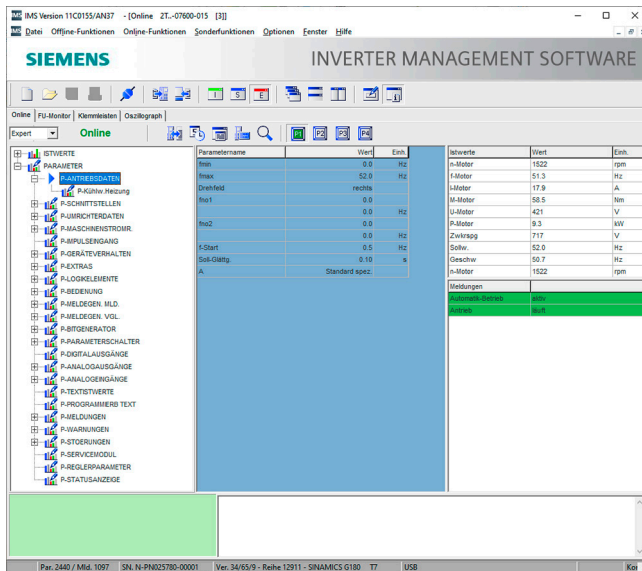 IMS Version 11C0155/AN37 - [Online 2T..-07600-015 [3]]
Datei Offline-Funktionen Online-Funktionen Sonderfunktionen Optionen Fenster Hilfe
SIEMENS INVERTER MANAGEMENT SOFTWARE
I S E
Online FU-Monitor Klemmleisten Oszillograph
Expert Online P1 P2 P3 P4
ISTWERTE
PARAMETER
P-ANTRIEBSDATEN
P-Kühlw.Heizung
P-SCHNITTSTELLEN
P-UMRICHTERDATEN
P-MASCHINENSTROMR.
P-IMPULSEINGANG
P-GERÄTEVERHALTEN
P-EXTRAS
P-LOGIKELEMENTE
P-BEDIENUNG
P-MELDEGEN. MLD.
P-MELDEGEN. VGL.
P-BITGENERATOR
P-PARAMETERSCHALTER
P-DIGITALAUSGÄNGE
P-ANALOGAUSGÄNGE
P-ANALOGEINGÄNGE
P-TEXTISTWERTE
P-PROGRAMMIERB TEXT
P-MELDUNGEN
P-WARNUNGEN
P-STOERUNGEN
P-SERVICEMODUL
P-REGLERPARAMETER
P-STATUSANZEIGE
Parametername Wert Einh.
fmin 0.0 Hz
fmax 52.0 Hz
Drehfeld rechts
fno1 0.0
0.0 Hz
fno2 0.0
0.0 Hz
f-Start 0.5 Hz
Soll-Glättg. 0.10 s
A Standard spez.
Istwerte Wert Einh.
n-Motor 1522 rpm
f-Motor 51.3 Hz
I-Motor 17.9 A
M-Motor 58.5 Nm
U-Motor 421 V
P-Motor 9.3 kW
Zwkrspg 717 V
Sollw. 52.0 Hz
Geschw 50.7 Hz
n-Motor 1522 rpm
Meldungen
Automatik-Betrieb aktiv
Antrieb läuft
Par. 2440 / Mld. 1097 SN. N-PN025780-00001 Ver. 34/65/9 - Reihe 12911 - SINAMICS G180 T7 USB